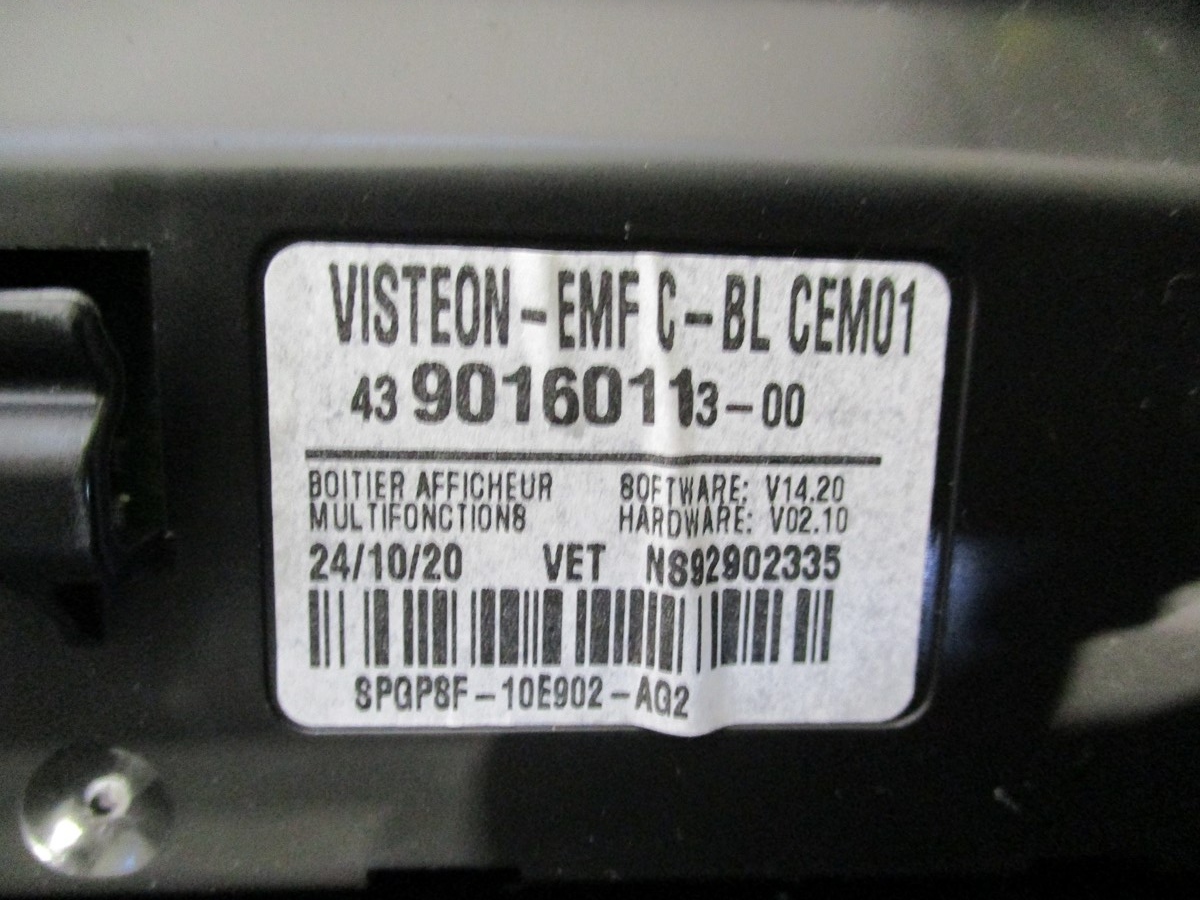 VISTEON-EMF C-BL CEM01
43 90160113-00
BOITIER AFFICHEUR SOFTWARE: V14.20
MULTIFONCTIONS HARDWARE: V02.10
24/10/20 VET NS92902335
SPGP8F-10E902-AG2